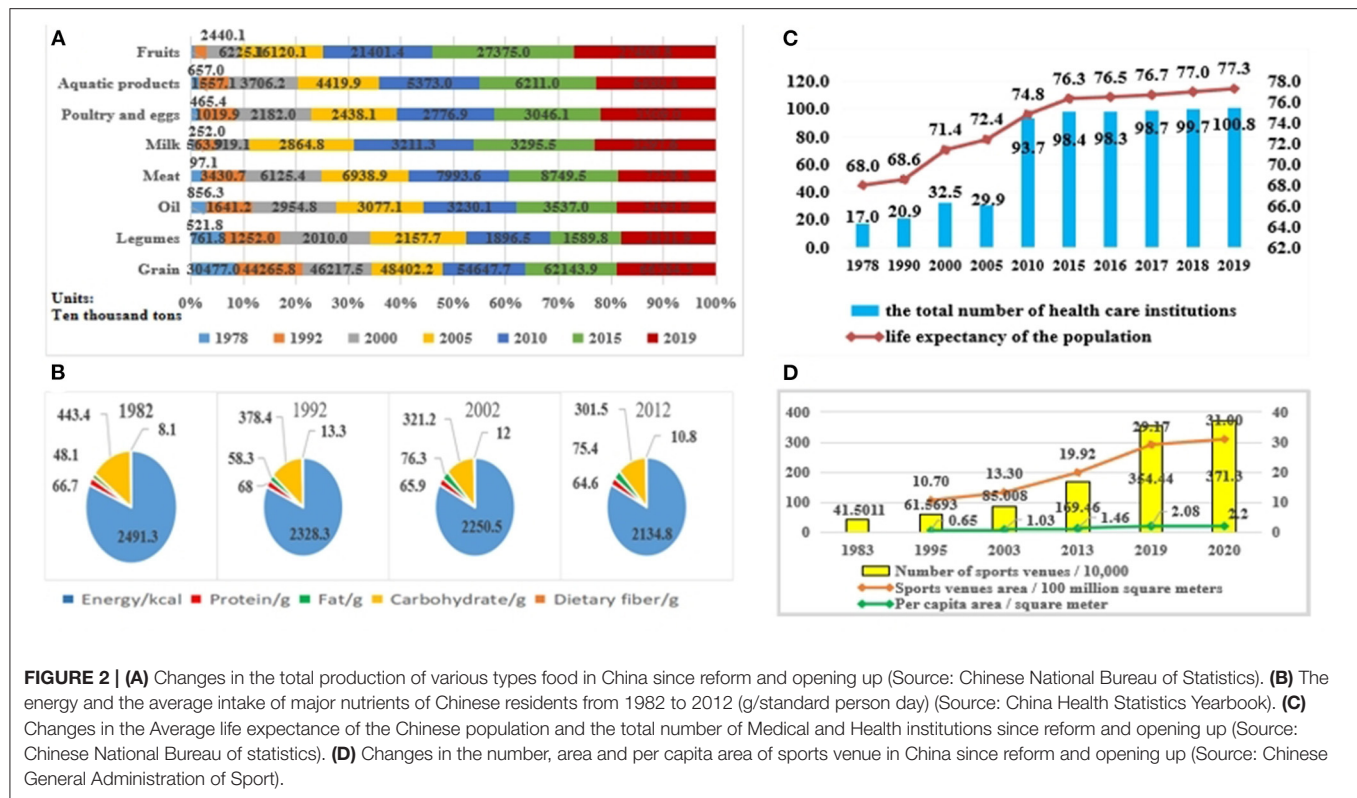 A
2440.1
Fruits 6225.1 16120.1 21401.4 27375.0
657.0
Aquatic products 1557.1 3706.2 4419.9 5373.0 6211.0
465.4
Poultry and eggs 1019.9 2182.0 2438.1 2776.9 3046.1
252.0
Milk 563.9 919.1 2864.8 3211.3 3295.5
97.1
Meat 3430.7 6125.4 6938.9 7993.6 8749.5
856.3
Oil 1641.2 2954.8 3077.1 3230.1 3537.0
521.8
Legumes 761.8 1252.0 2010.0 2157.7 1896.5 1589.8
Grain 30477.0 44265.8 46217.5 48402.2 54647.7 62143.9
Units:
Ten thousand tons
0% 10% 20% 30% 40% 50% 60% 70% 80% 90% 100%
1978 1992 2000 2005 2010 2015 2019
C
120.0
100.0
80.0
60.0
40.0
20.0
0.0
68.0 68.6 71.4 72.4 74.8 76.3 76.5 76.7 77.0 77.3
17.0 20.9 32.5 29.9 93.7 98.4 98.3 98.7 99.7 100.8
78.0
76.0
74.0
72.0
70.0
68.0
66.0
64.0
62.0
1978 1990 2000 2005 2010 2015 2016 2017 2018 2019
the total number of health care institutions
life expectancy of the population
B
1982
443.4
8.1
48.1
66.7
2491.3
1992
378.4
13.3
58.3
68
2328.3
2002
321.2
12
76.3
65.9
2250.5
2012
301.5
10.8
75.4
64.6
2134.8
Energy/kcal Protein/g Fat/g Carbohydrate/g Dietary fiber/g
D
400
300
200
100
0
10.70 13.30 19.92 29.17 31.00
41.5011 61.5693 85.008 169.46 354.44 371.3
0.65 1.03 1.46 2.08 2.2
40
30
20
10
0
1983 1995 2003 2013 2019 2020
Number of sports venues / 10,000
Sports venues area / 100 million square meters
Per capita area / square meter
FIGURE 2 | (A) Changes in the total production of various types food in China since reform and opening up (Source: Chinese National Bureau of Statistics). (B) The
energy and the average intake of major nutrients of Chinese residents from 1982 to 2012 (g/standard person day) (Source: China Health Statistics Yearbook). (C)
Changes in the Average life expectance of the Chinese population and the total number of Medical and Health institutions since reform and opening up (Source:
Chinese National Bureau of statistics). (D) Changes in the number, area and per capita area of sports venue in China since reform and opening up (Source: Chinese
General Administration of Sport).